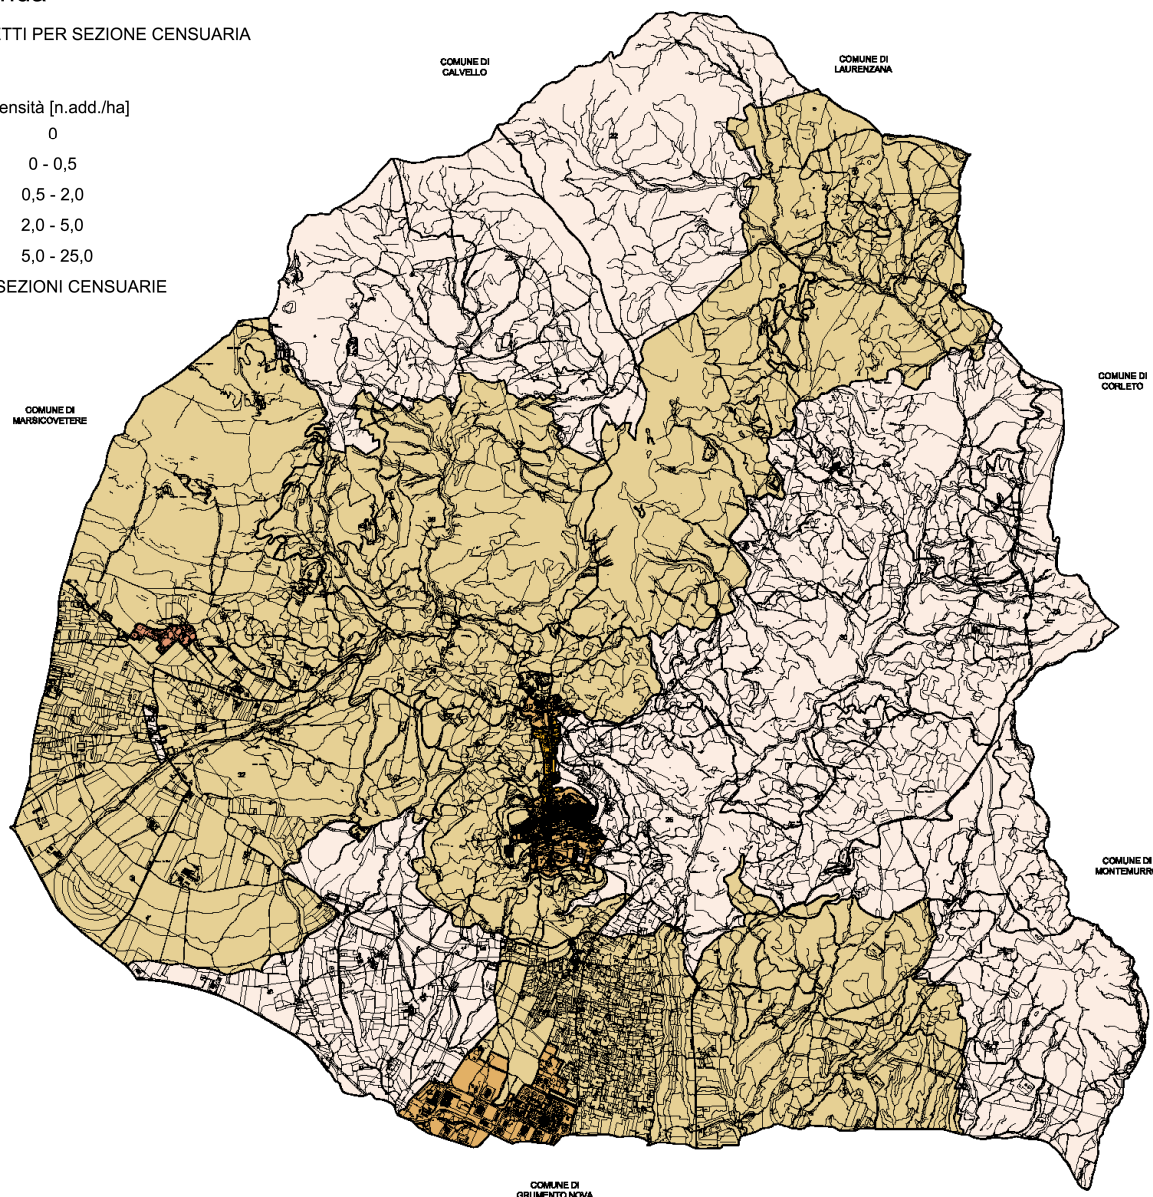 ETTI PER SEZIONE CENSUARIA
ensità [n.add./ha]
0
0 - 0,5
0,5 - 2,0
2,0 - 5,0
5,0 - 25,0
SEZIONI CENSUARIE
COMUNE DI
CALVELLO
COMUNE DI
LAURENZANA
COMUNE DI
CORLETO
COMUNE DI
MARSICOVETERE
COMUNE DI
MONTEMURR
COMUNE DI
GRUMENTO NOVA